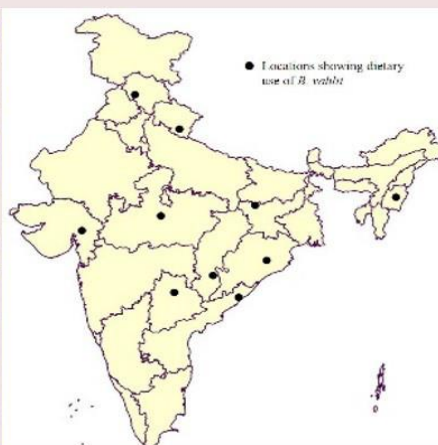 ● Locations showing dietary
use of B. vahlii